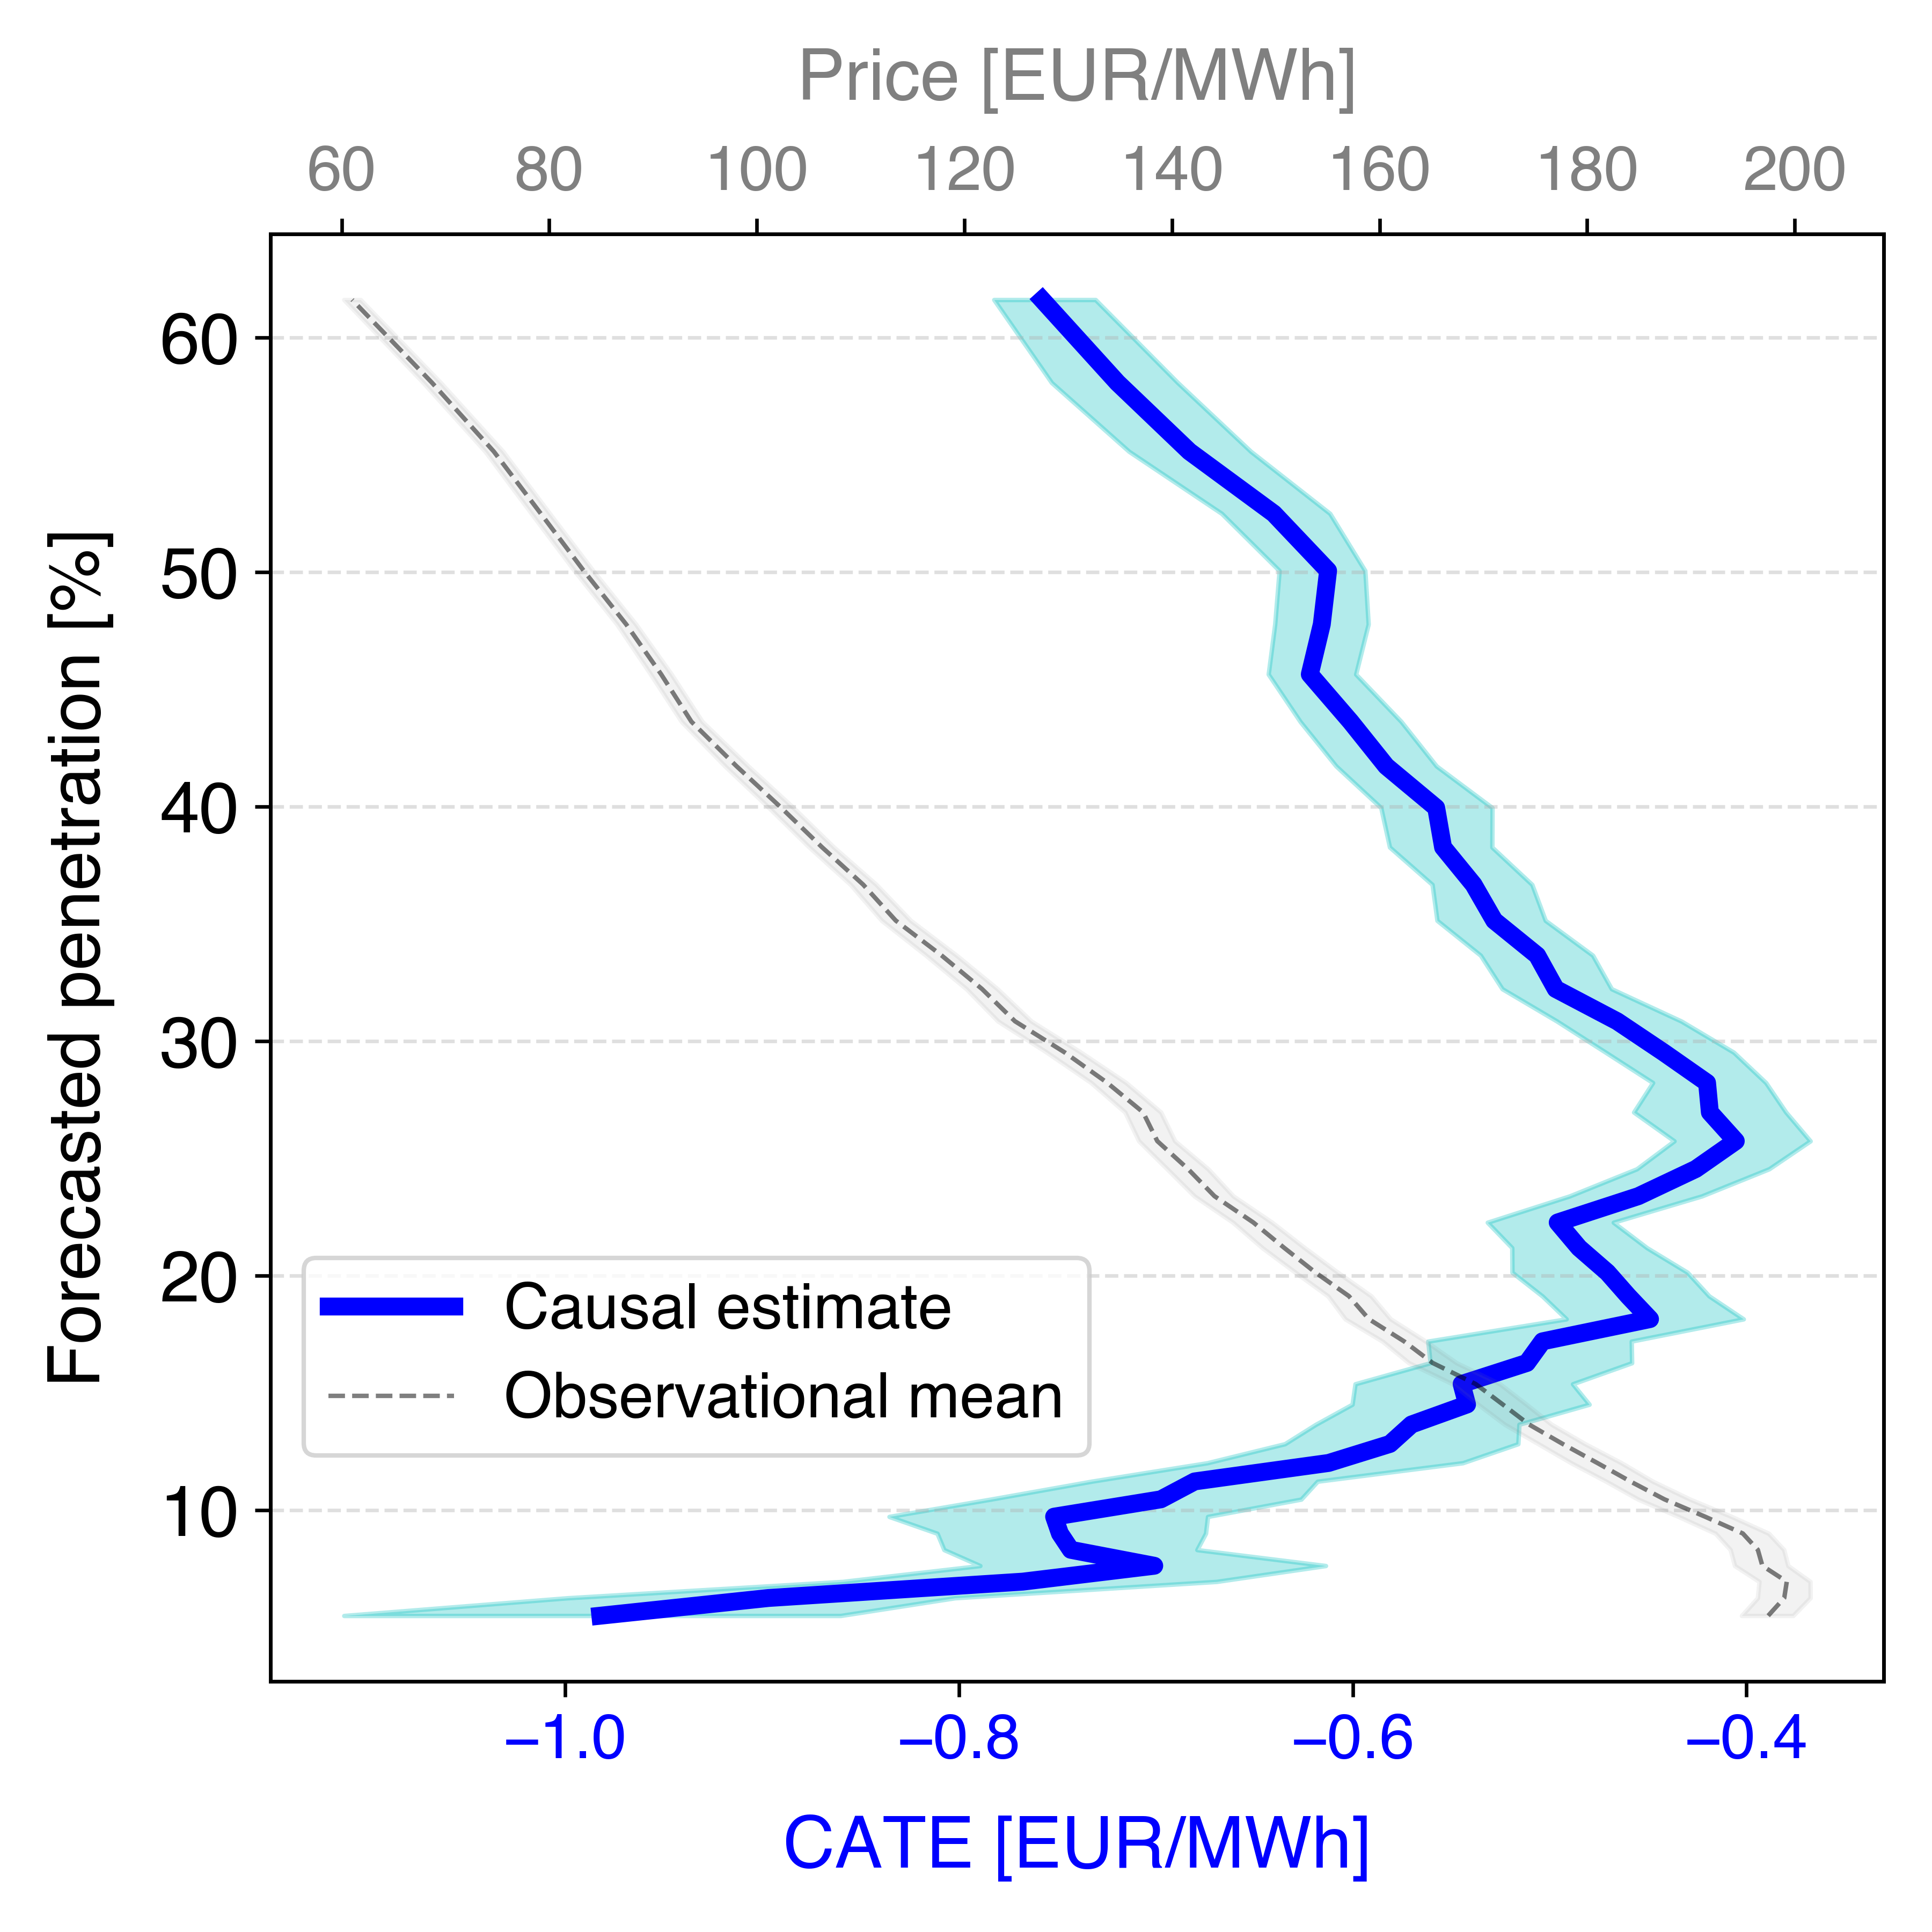 Price [EUR/MWh]
60 80 100 120 140 160 180 200
Forecasted penetration [%]
60
50
40
30
20
10
Causal estimate
Observational mean
−1.0 −0.8 −0.6 −0.4
CATE [EUR/MWh]